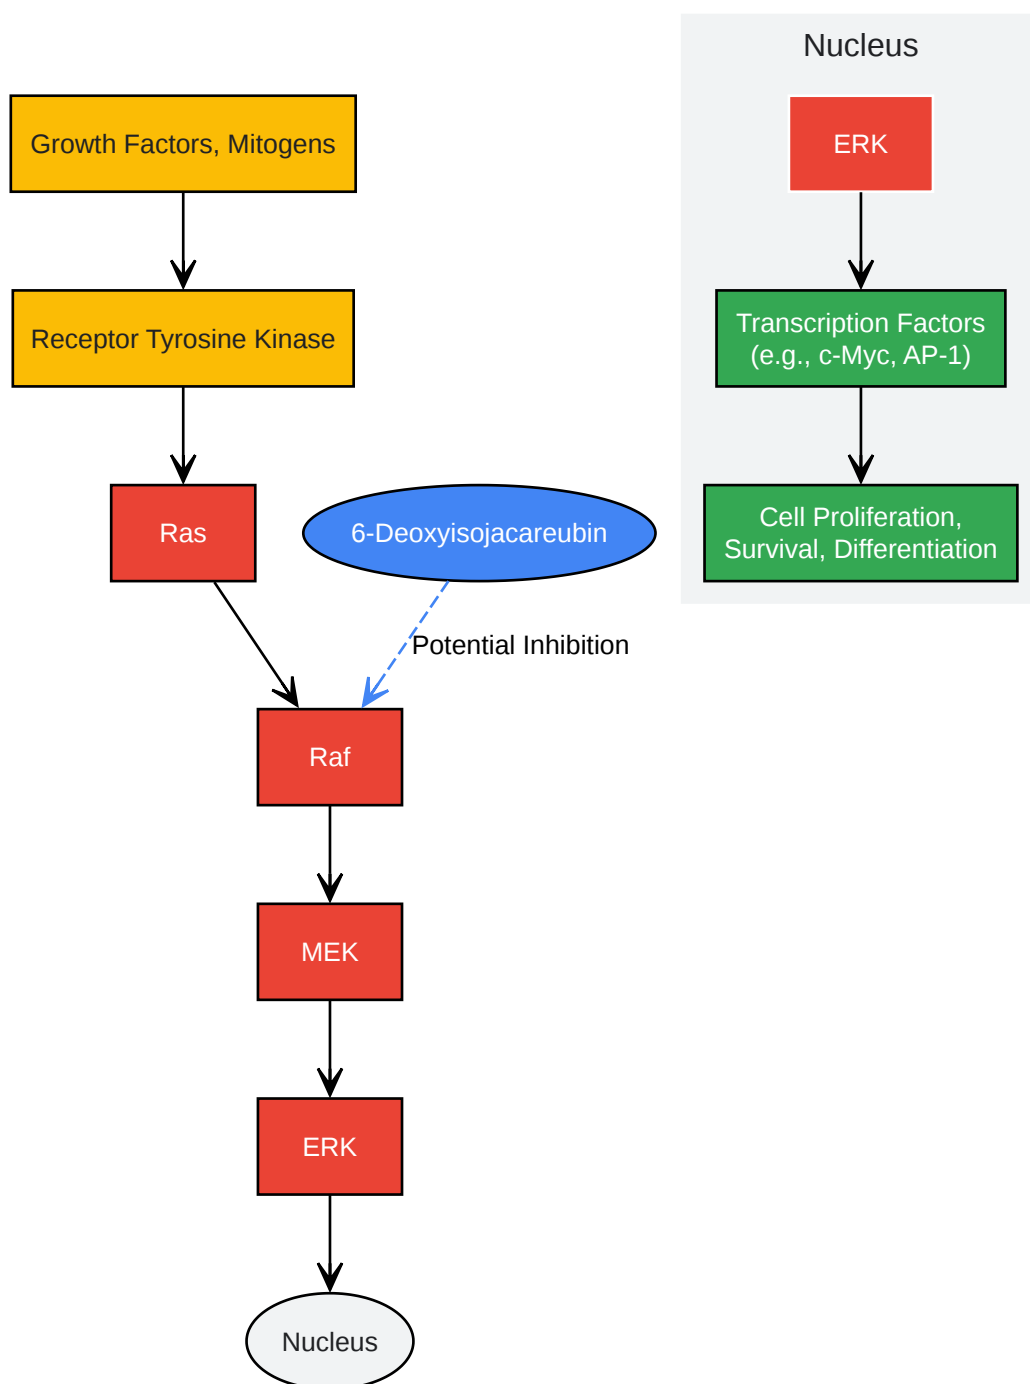 Nucleus
Growth Factors, Mitogens
ERK
Receptor Tyrosine Kinase
Transcription Factors
(e.g., c-Myc, AP-1)
Ras
6-Deoxyisojacareubin
Cell Proliferation,
Survival, Differentiation
Potential Inhibition
Raf
MEK
ERK
Nucleus